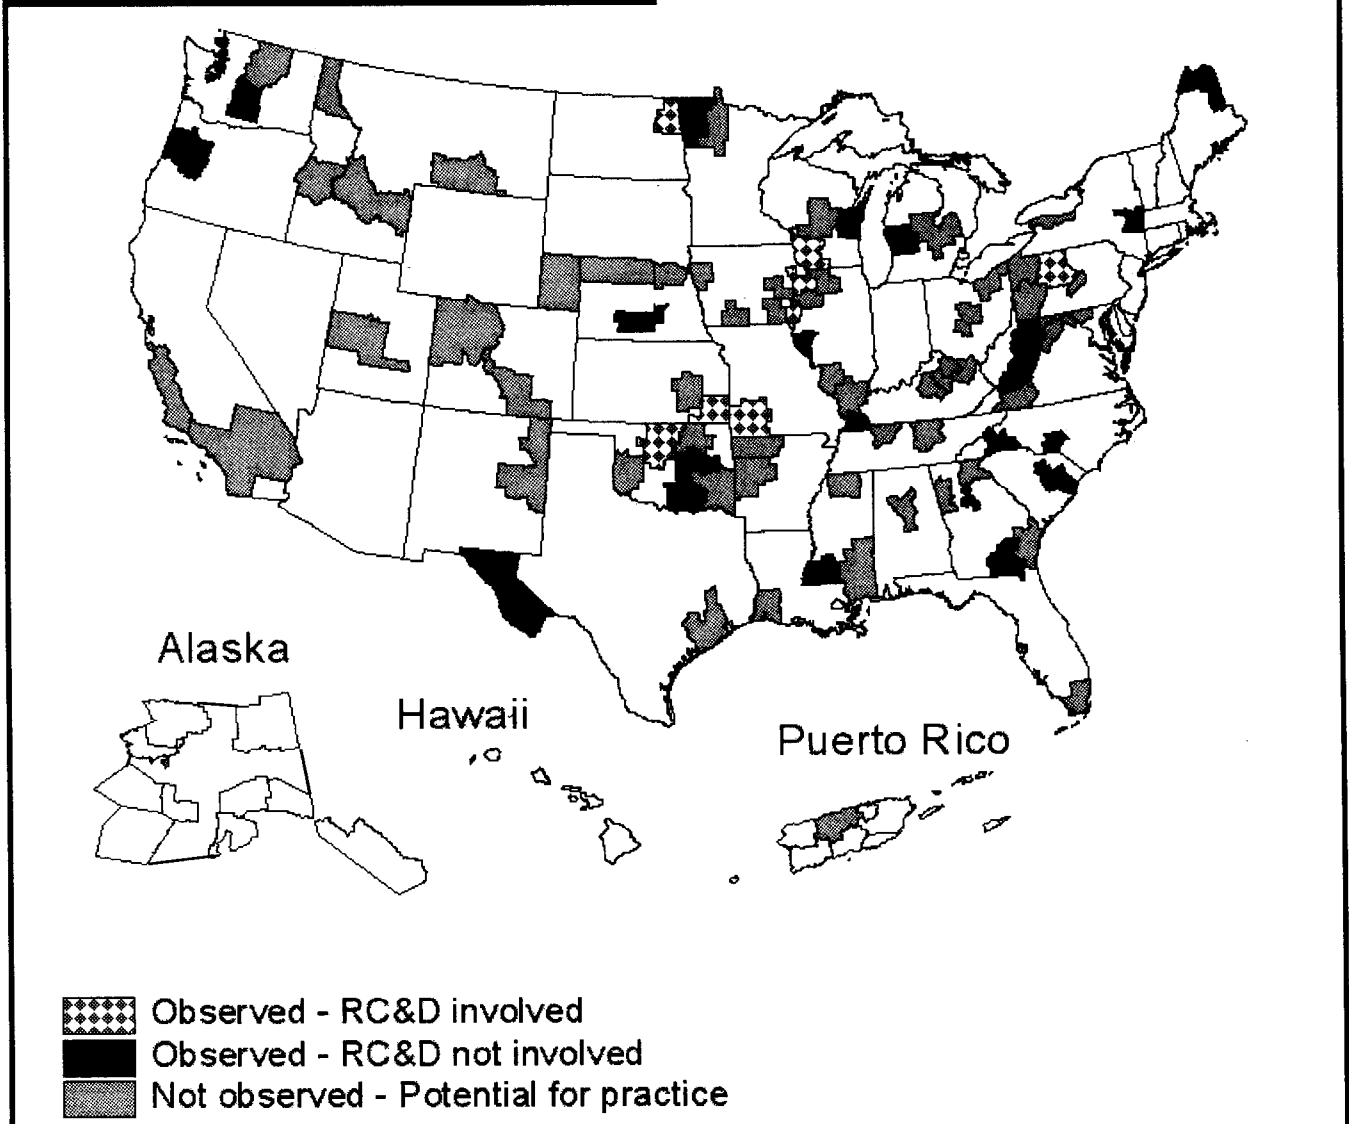 Alaska
Hawaii
Puerto Rico
Observed - RC&D involved
Observed - RC&D not involved
Not observed - Potential for practice